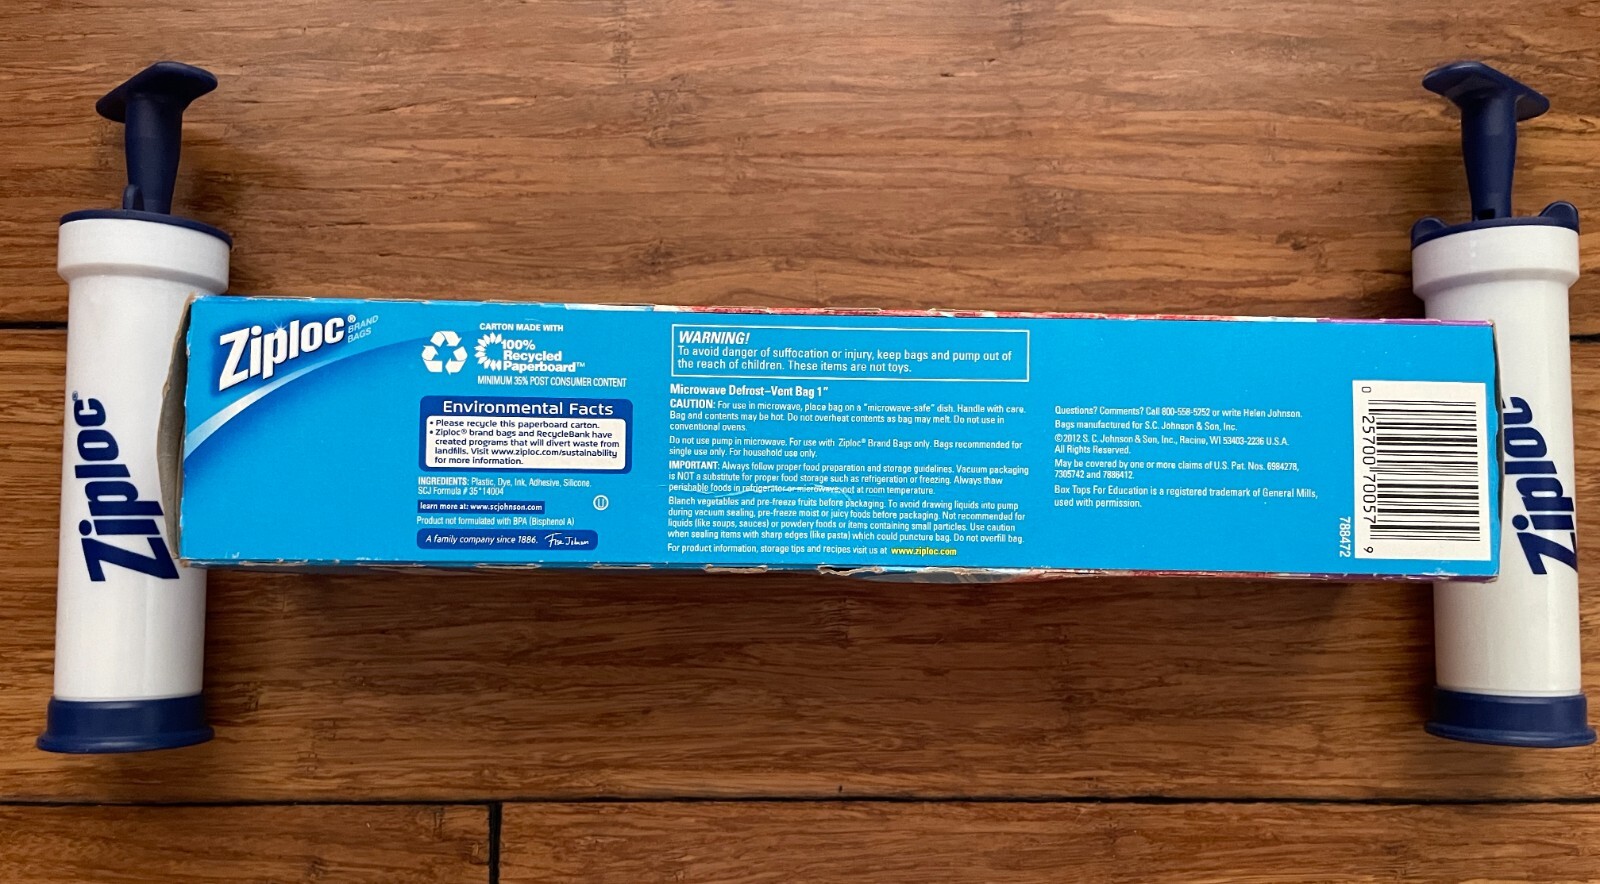 Ziploc®
Ziploc® BRAND
BAGS
CARTON MADE WITH
100%
Recycled
Paperboard™
MINIMUM 35% POST CONSUMER CONTENT
Environmental Facts
• Please recycle this paperboard carton.
• Ziploc® brand bags and RecycleBank have
created programs that will divert waste from
landfills. Visit www.ziploc.com/sustainability
for more information.
INGREDIENTS: Plastic, Dye, Ink, Adhesive, Silicone.
SCJ Formula # 35*14004
learn more at: www.scjohnson.com
Product not formulated with BPA (Bisphenol A)
A family company since 1886. Fisk Johnson
U
WARNING!
To avoid danger of suffocation or injury, keep bags and pump out of
the reach of children. These items are not toys.
Microwave Defrost–Vent Bag 1"
CAUTION: For use in microwave, place bag on a "microwave-safe" dish. Handle with care.
Bag and contents may be hot. Do not overheat contents as bag may melt. Do not use in
conventional ovens.
Do not use pump in microwave. For use with Ziploc® Brand Bags only. Bags recommended for
single use only. For household use only.
IMPORTANT: Always follow proper food preparation and storage guidelines. Vacuum packaging
is NOT a substitute for proper food storage such as refrigeration or freezing. Always thaw
perishable foods in refrigerator or microwave, not at room temperature.
Blanch vegetables and pre-freeze fruits before packaging. To avoid drawing liquids into pump
during vacuum sealing, pre-freeze moist or juicy foods before packaging. Not recommended for
liquids (like soups, sauces) or powdery foods or items containing small particles. Use caution
when sealing items with sharp edges (like pasta) which could puncture bag. Do not overfill bag.
For product information, storage tips and recipes visit us at www.ziploc.com
Questions? Comments? Call 800-558-5252 or write Helen Johnson.
Bags manufactured for S.C. Johnson & Son, Inc.
©2012 S. C. Johnson & Son, Inc., Racine, WI 53403-2236 U.S.A.
All Rights Reserved.
May be covered by one or more claims of U.S. Pat. Nos. 6984278,
7305742 and 7886412.
Box Tops For Education is a registered trademark of General Mills,
used with permission.
788472
0 25700 70057 9
Ziploc